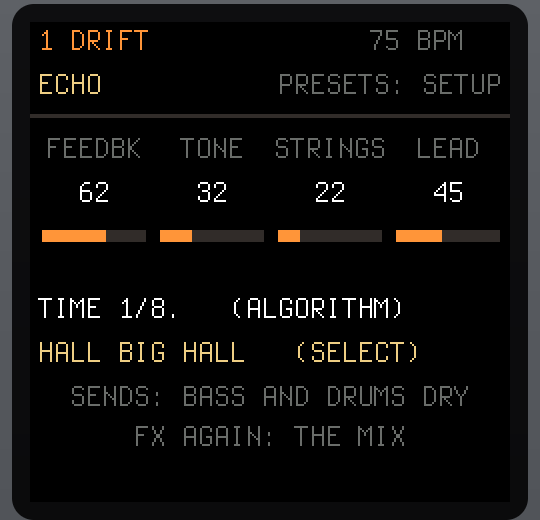 1 DRIFT 75 BPM
ECHO PRESETS: SETUP
FEEDBK TONE STRINGS LEAD
62 32 22 45
TIME 1/8. (ALGORITHM)
HALL BIG HALL (SELECT)
SENDS: BASS AND DRUMS DRY
FX AGAIN: THE MIX